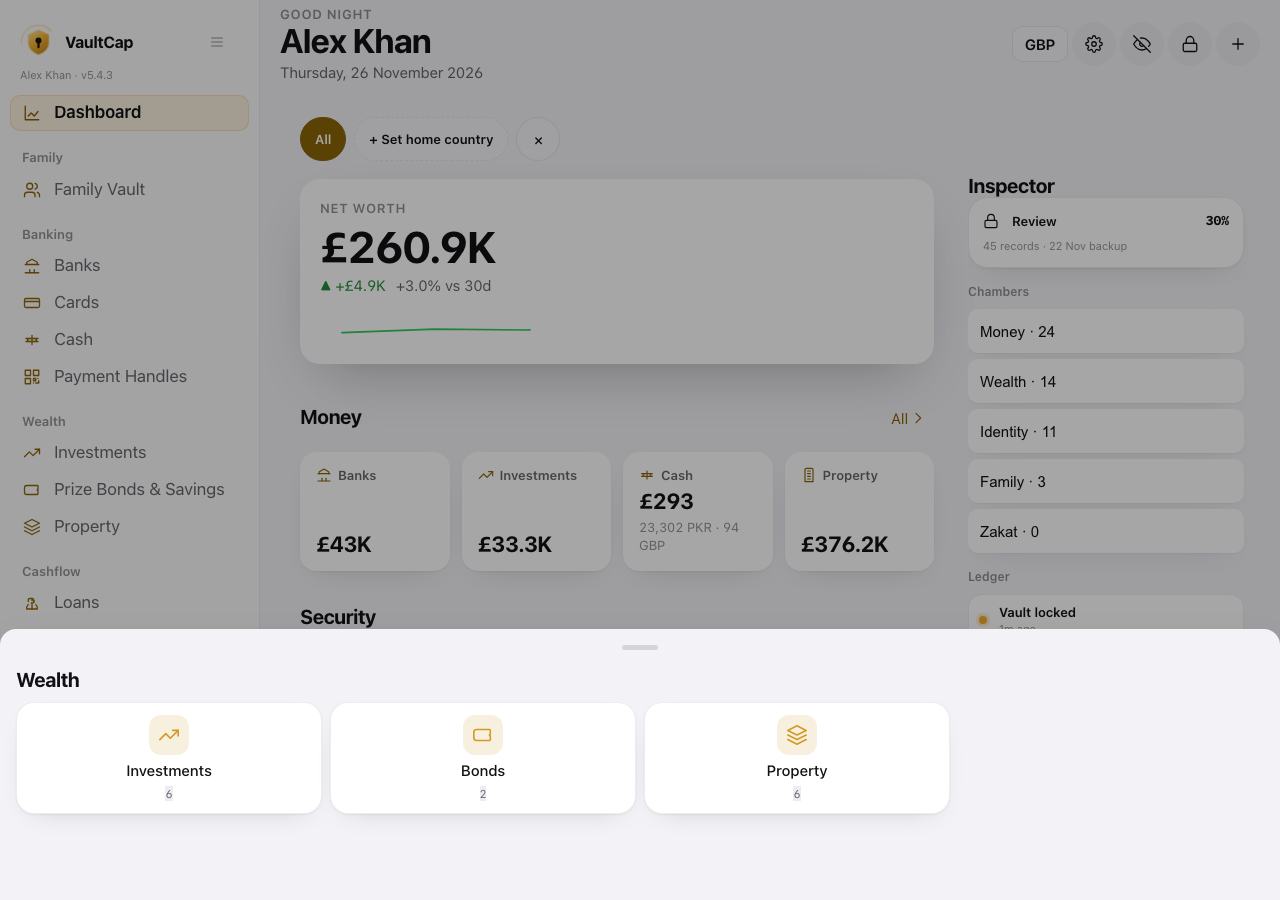 VaultCap
Alex Khan · v5.4.3
Dashboard
Family
Family Vault
Banking
Banks
Cards
Cash
Payment Handles
Wealth
Investments
Prize Bonds & Savings
Property
Cashflow
Loans
GOOD NIGHT
Alex Khan
Thursday, 26 November 2026
GBP
All
+ Set home country
×
NET WORTH
£260.9K
▲ +£4.9K +3.0% vs 30d
Money
All
Banks
£43K
Investments
£33.3K
Cash
£293
23,302 PKR · 94
GBP
Property
£376.2K
Security
Inspector
Review
30%
45 records · 22 Nov backup
Chambers
Money · 24
Wealth · 14
Identity · 11
Family · 3
Zakat · 0
Ledger
Vault locked
1m ago
Wealth
Investments
6
Bonds
2
Property
6